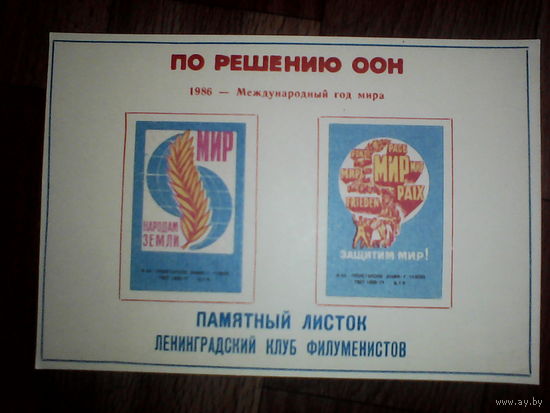 ПО РЕШЕНИЮ ООН
1986 — Международный год мира
МИР
НАРОДАМ
ЗЕМЛИ
PACE
МИР
PAIX
FRIEDEN
ЗАЩИТИМ МИР!
ПАМЯТНЫЙ ЛИСТОК
ЛЕНИНГРАДСКИЙ КЛУБ ФИЛУМЕНИСТОВ
www.ay.by